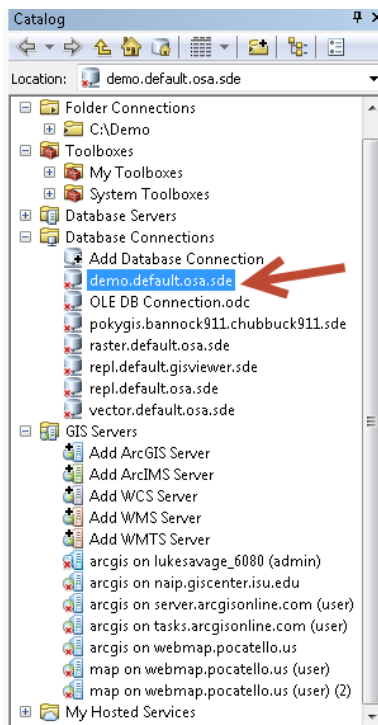 Catalog
Location: demo.default.osa.sde
Folder Connections
C:\Demo
Toolboxes
My Toolboxes
System Toolboxes
Database Servers
Database Connections
Add Database Connection
demo.default.osa.sde
OLE DB Connection.odc
pokygis.bannock911.chubbuck911.sde
raster.default.osa.sde
repl.default.gisviewer.sde
repl.default.osa.sde
vector.default.osa.sde
GIS Servers
Add ArcGIS Server
Add ArcIMS Server
Add WCS Server
Add WMS Server
Add WMTS Server
arcgis on lukesavage_6080 (admin)
arcgis on naip.giscenter.isu.edu
arcgis on server.arcgisonline.com (user)
arcgis on tasks.arcgisonline.com (user)
arcgis on webmap.pocatello.us
map on webmap.pocatello.us (user)
map on webmap.pocatello.us (user) (2)
My Hosted Services